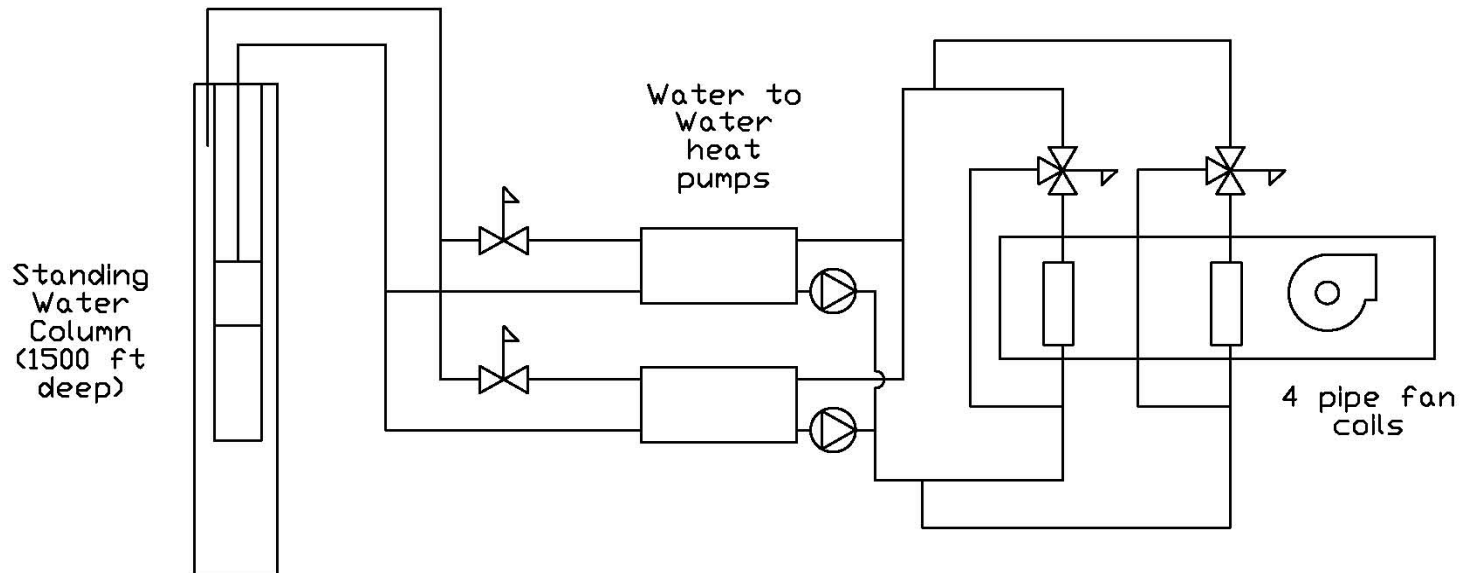 Water to
Water
heat
pumps
Standing
Water
Column
(1500 ft
deep)
4 pipe fan
coils